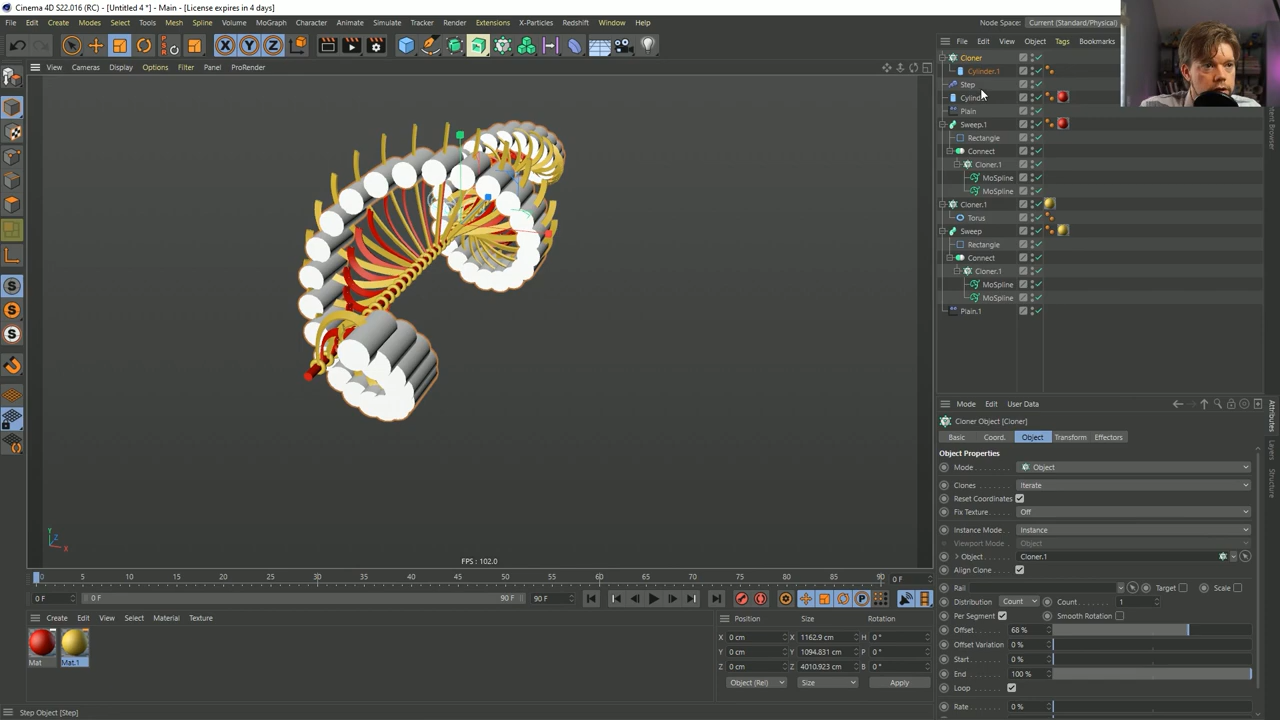 Cinema 4D S22.016 (RC) - [Untitled 4 *] - Main - [License expires in 4 days]
File Edit Create Modes Select Tools Mesh Spline Volume MoGraph Character Animate Simulate Tracker Render Extensions X-Particles Redshift Window Help Node Space: Current (Standard/Physical)
View Cameras Display Options Filter Panel ProRender
File Edit View Object Tags Bookmarks
Cloner
Cylinder.1
Step
Plain
Sweep.1
Rectangle
Connect
Cloner.1
MoSpline
MoSpline
Cloner.1
Torus
Sweep
Rectangle
Connect
Cloner.1
MoSpline
MoSpline
Plain.1
Mode Edit User Data
Cloner Object [Cloner]
Basic Coord. Object Transform Effectors
Object Properties
Mode Object
Clones Iterate
Reset Coordinates
Fix Texture Off
Instance Mode Instance
Viewport Mode Object
Object Cloner.1
Align Clone
Rail Target Scale
Distribution Count Count 1
Per Segment Smooth Rotation
Offset 68 %
Offset Variation 0 %
Start 0 %
End 100 %
Loop
Rate 0 %
Attributes
Layers
Structure
Y
Z
X
FPS : 102.0
0 5 10 15 20 25 30 35 40 45 50 55 60 65 70 75 80 85 90 0 F
0 F 0 F 90 F 90 F
Create Edit View Select Material Texture
Mat Mat.1
Position Size Rotation
X 0 cm X 1162.9 cm H 0 °
Y 0 cm Y 1094.831 cm P 0 °
Z 0 cm Z 4010.923 cm B 0 °
Object (Rel) Size Apply
Step Object [Step]